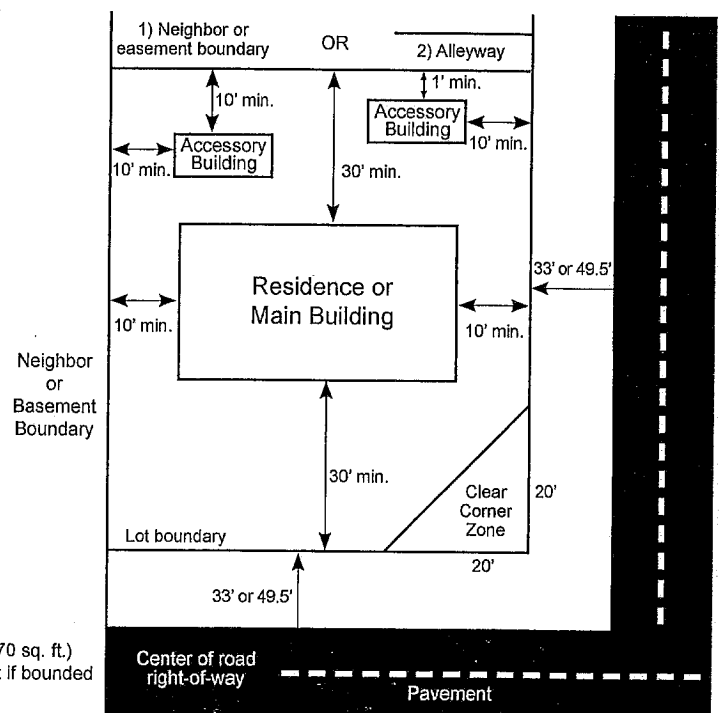 1) Neighbor or
easement boundary
OR
2) Alleyway
10' min.
1' min.
Accessory
Building
Accessory
Building
10' min.
10' min.
30' min.
33' or 49.5'
Residence or
Main Building
10' min.
10' min.
Neighbor
or
Basement
Boundary
30' min.
Clear
Corner
Zone
20'
Lot boundary
20'
33' or 49.5'
70 sq. ft.)
if bounded
Center of road
right-of-way
Pavement